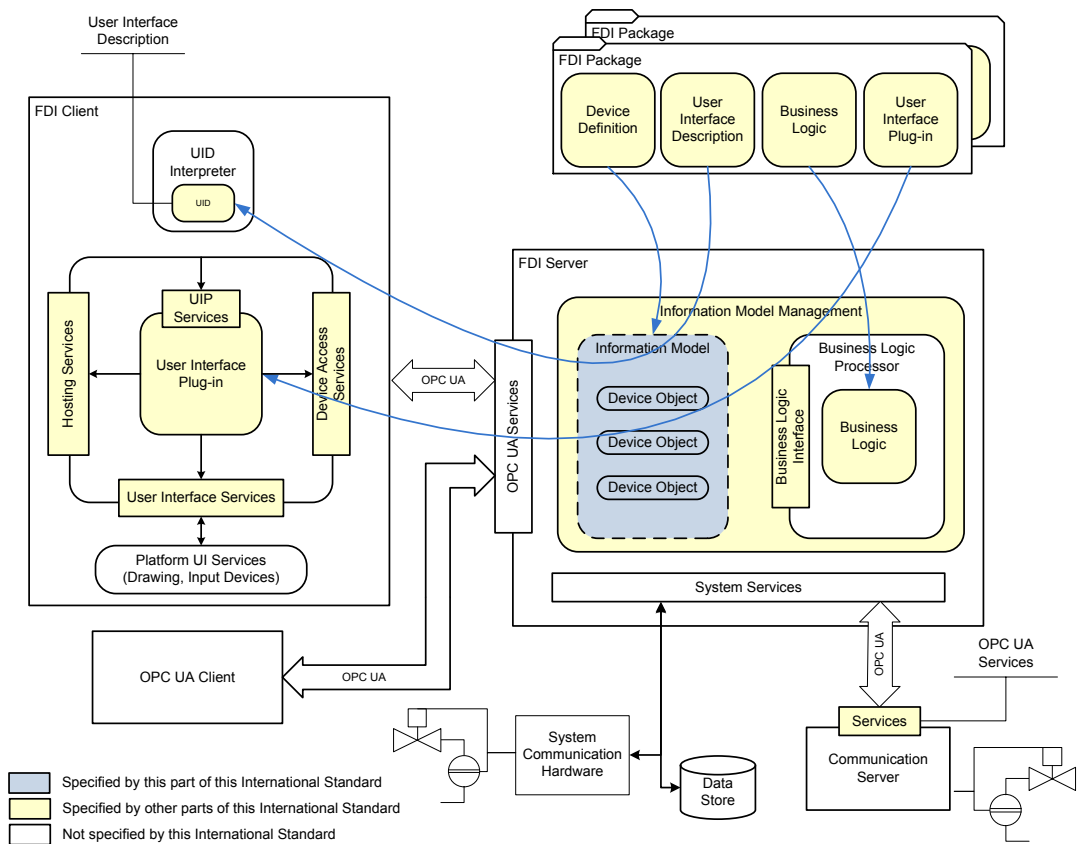 User Interface
Description
FDI Package
FDI Package
Device
Definition
User
Interface
Description
Business
Logic
User
Interface
Plug-in
FDI Client
UID
Interpreter
UID
UIP
Services
Hosting Services
User Interface
Plug-in
Device Access
Services
User Interface Services
Platform UI Services
(Drawing, Input Devices)
OPC UA
FDI Server
OPC UA Services
Information Model Management
Information Model
Device Object
Device Object
Device Object
Business Logic
Processor
Business Logic
Interface
Business
Logic
System Services
OPC UA Client
OPC UA
OPC UA
OPC UA
Services
Services
Communication
Server
System
Communication
Hardware
Data
Store
Specified by this part of this International Standard
Specified by other parts of this International Standard
Not specified by this International Standard